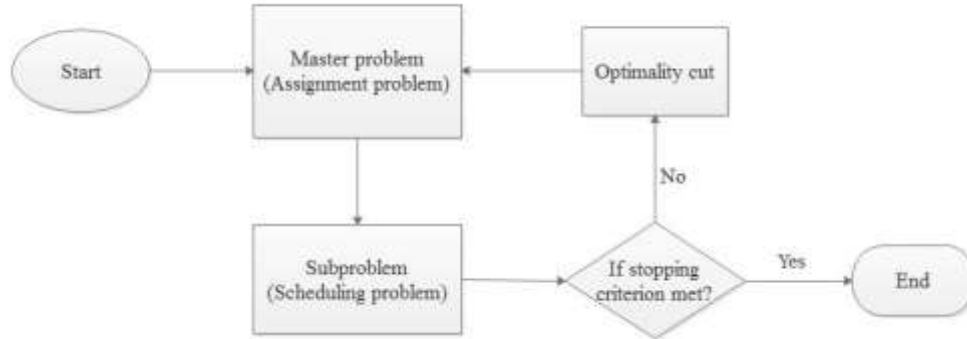 Start
Master problem
(Assignment problem)
Optimality cut
No
Subproblem
(Scheduling problem)
If stopping
criterion met?
Yes
End